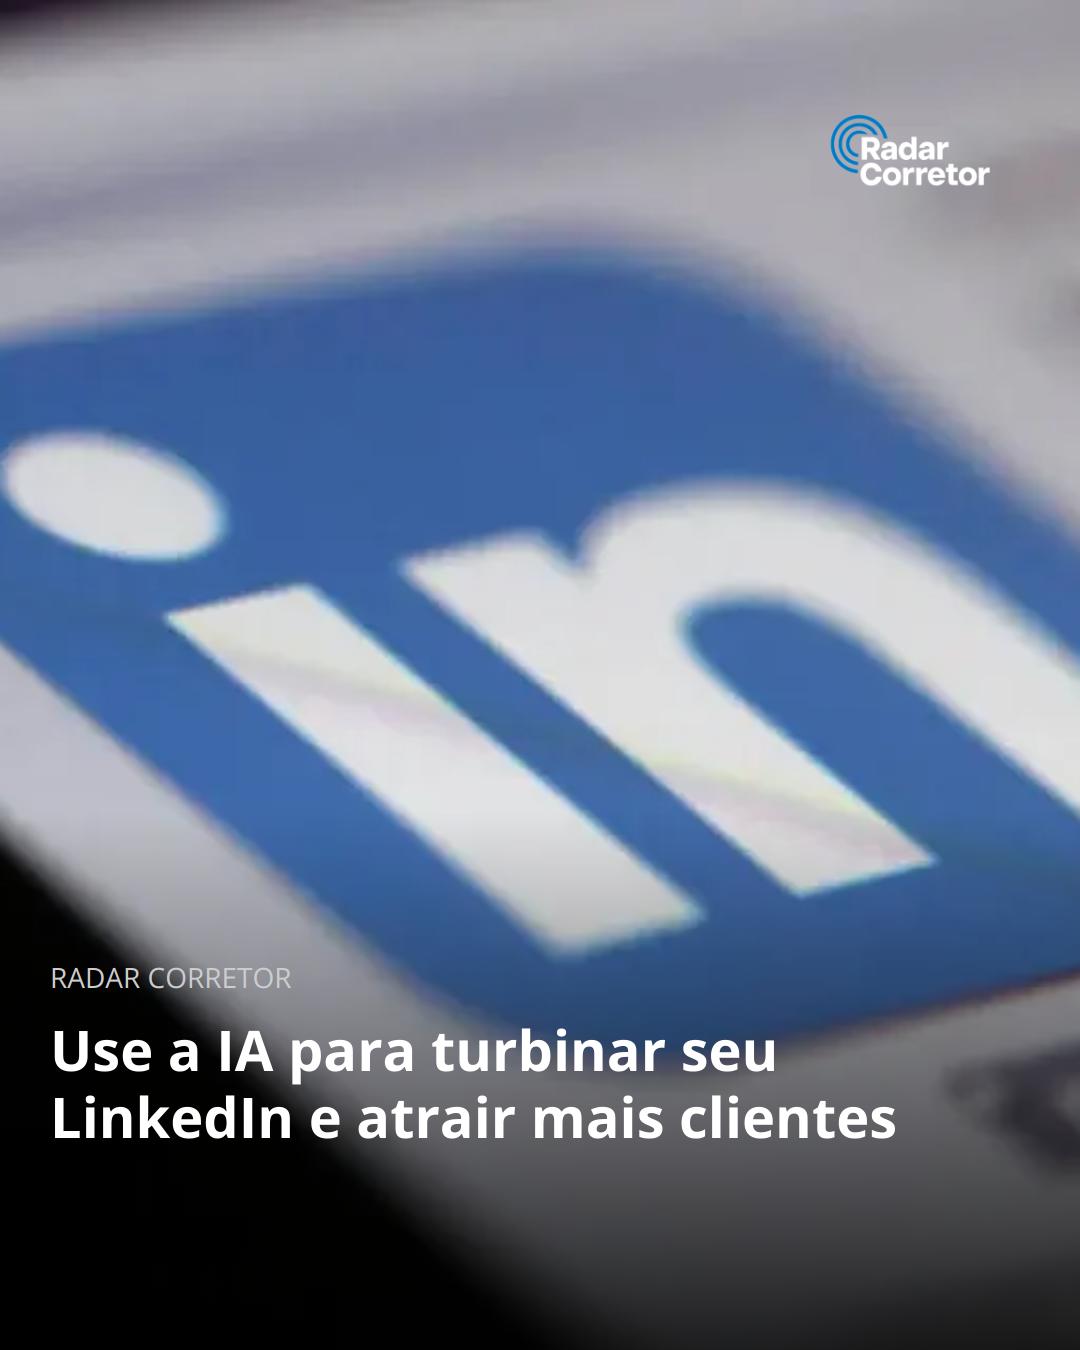 Radar
Corretor
in
RADAR CORRETOR
Use a IA para turbinar seu
LinkedIn e atrair mais clientes